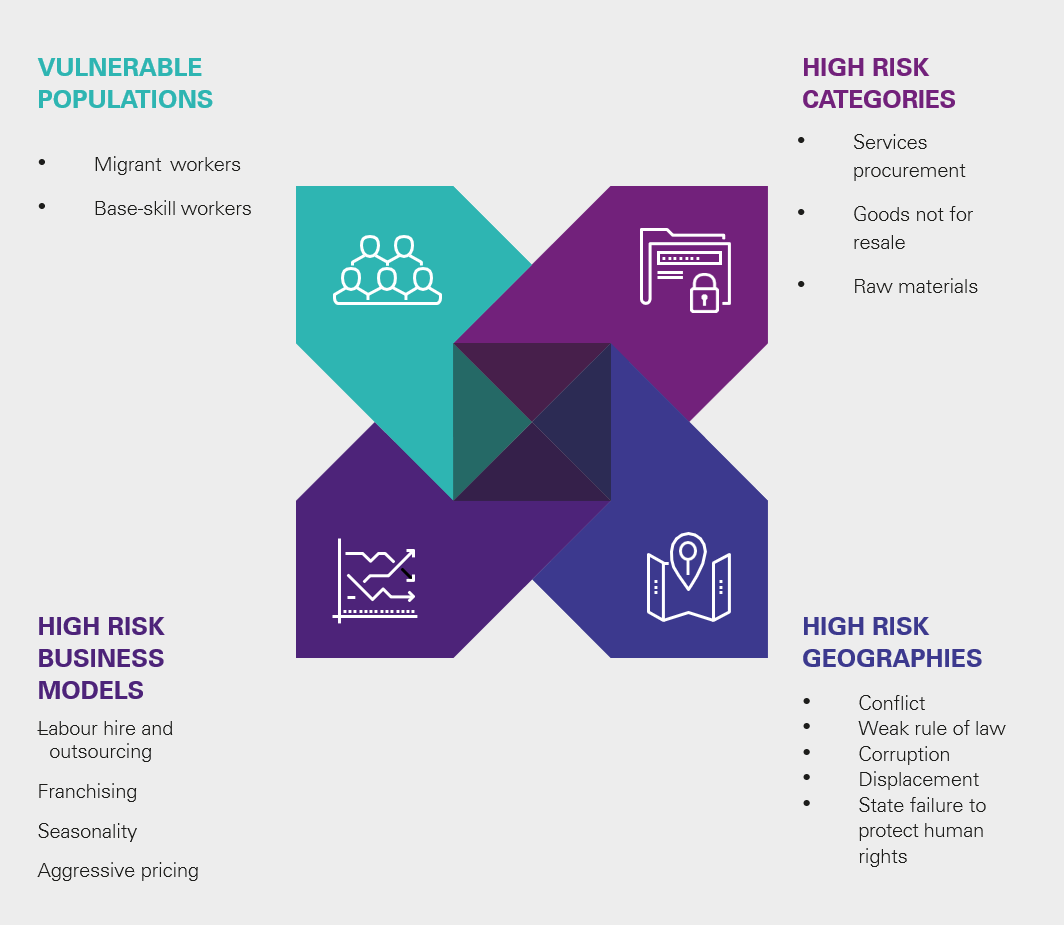 VULNERABLE
POPULATIONS
• Migrant workers
• Base-skill workers
HIGH RISK
CATEGORIES
• Services
procurement
• Goods not for
resale
• Raw materials
HIGH RISK
BUSINESS
MODELS
Labour hire and
outsourcing
Franchising
Seasonality
Aggressive pricing
HIGH RISK
GEOGRAPHIES
• Conflict
• Weak rule of law
• Corruption
• Displacement
• State failure to
protect human
rights